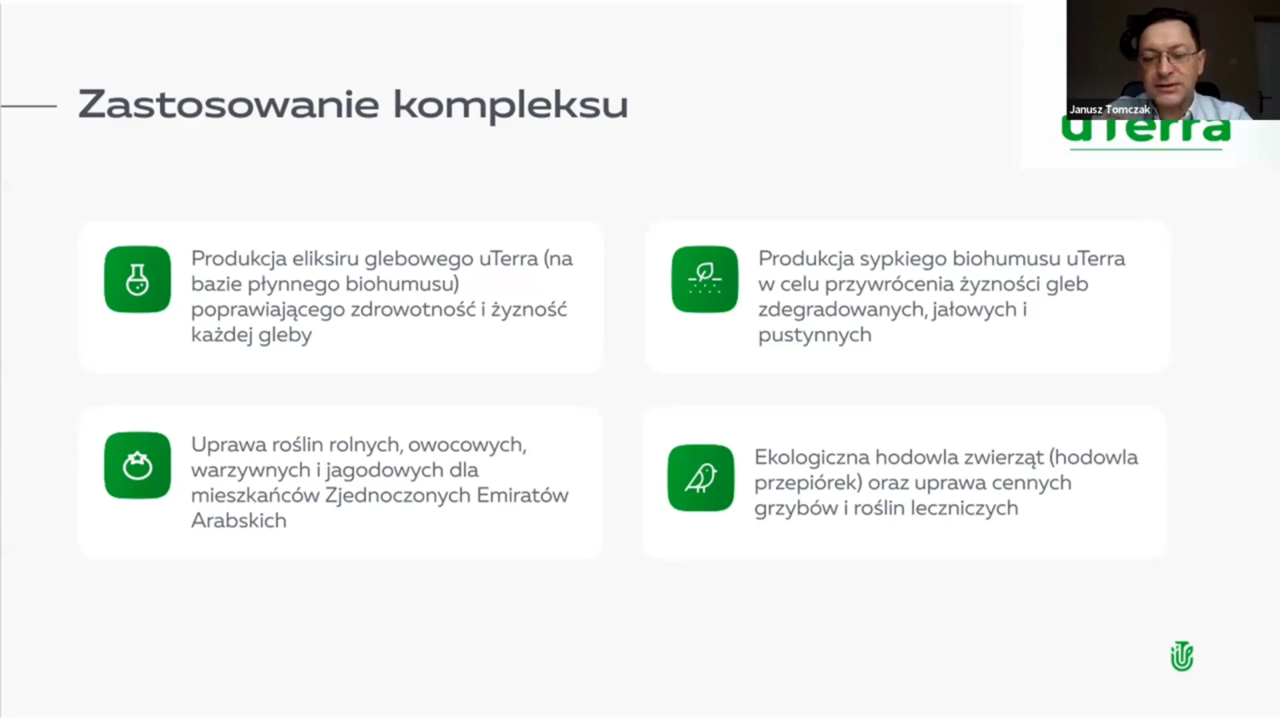 Zastosowanie kompleksu
Janusz Tomczak
uTerra
Produkcja eliksiru glebowego uTerra (na
bazie płynnego biohumusu)
poprawiającego zdrowotność i żyzność
każdej gleby
Produkcja sypkiego biohumusu uTerra
w celu przywrócenia żyzności gleb
zdegradowanych, jałowych i
pustynnych
Uprawa roślin rolnych, owocowych,
warzywnych i jagodowych dla
mieszkańców Zjednoczonych Emiratów
Arabskich
Ekologiczna hodowla zwierząt (hodowla
przepiórek) oraz uprawa cennych
grzybów i roślin leczniczych